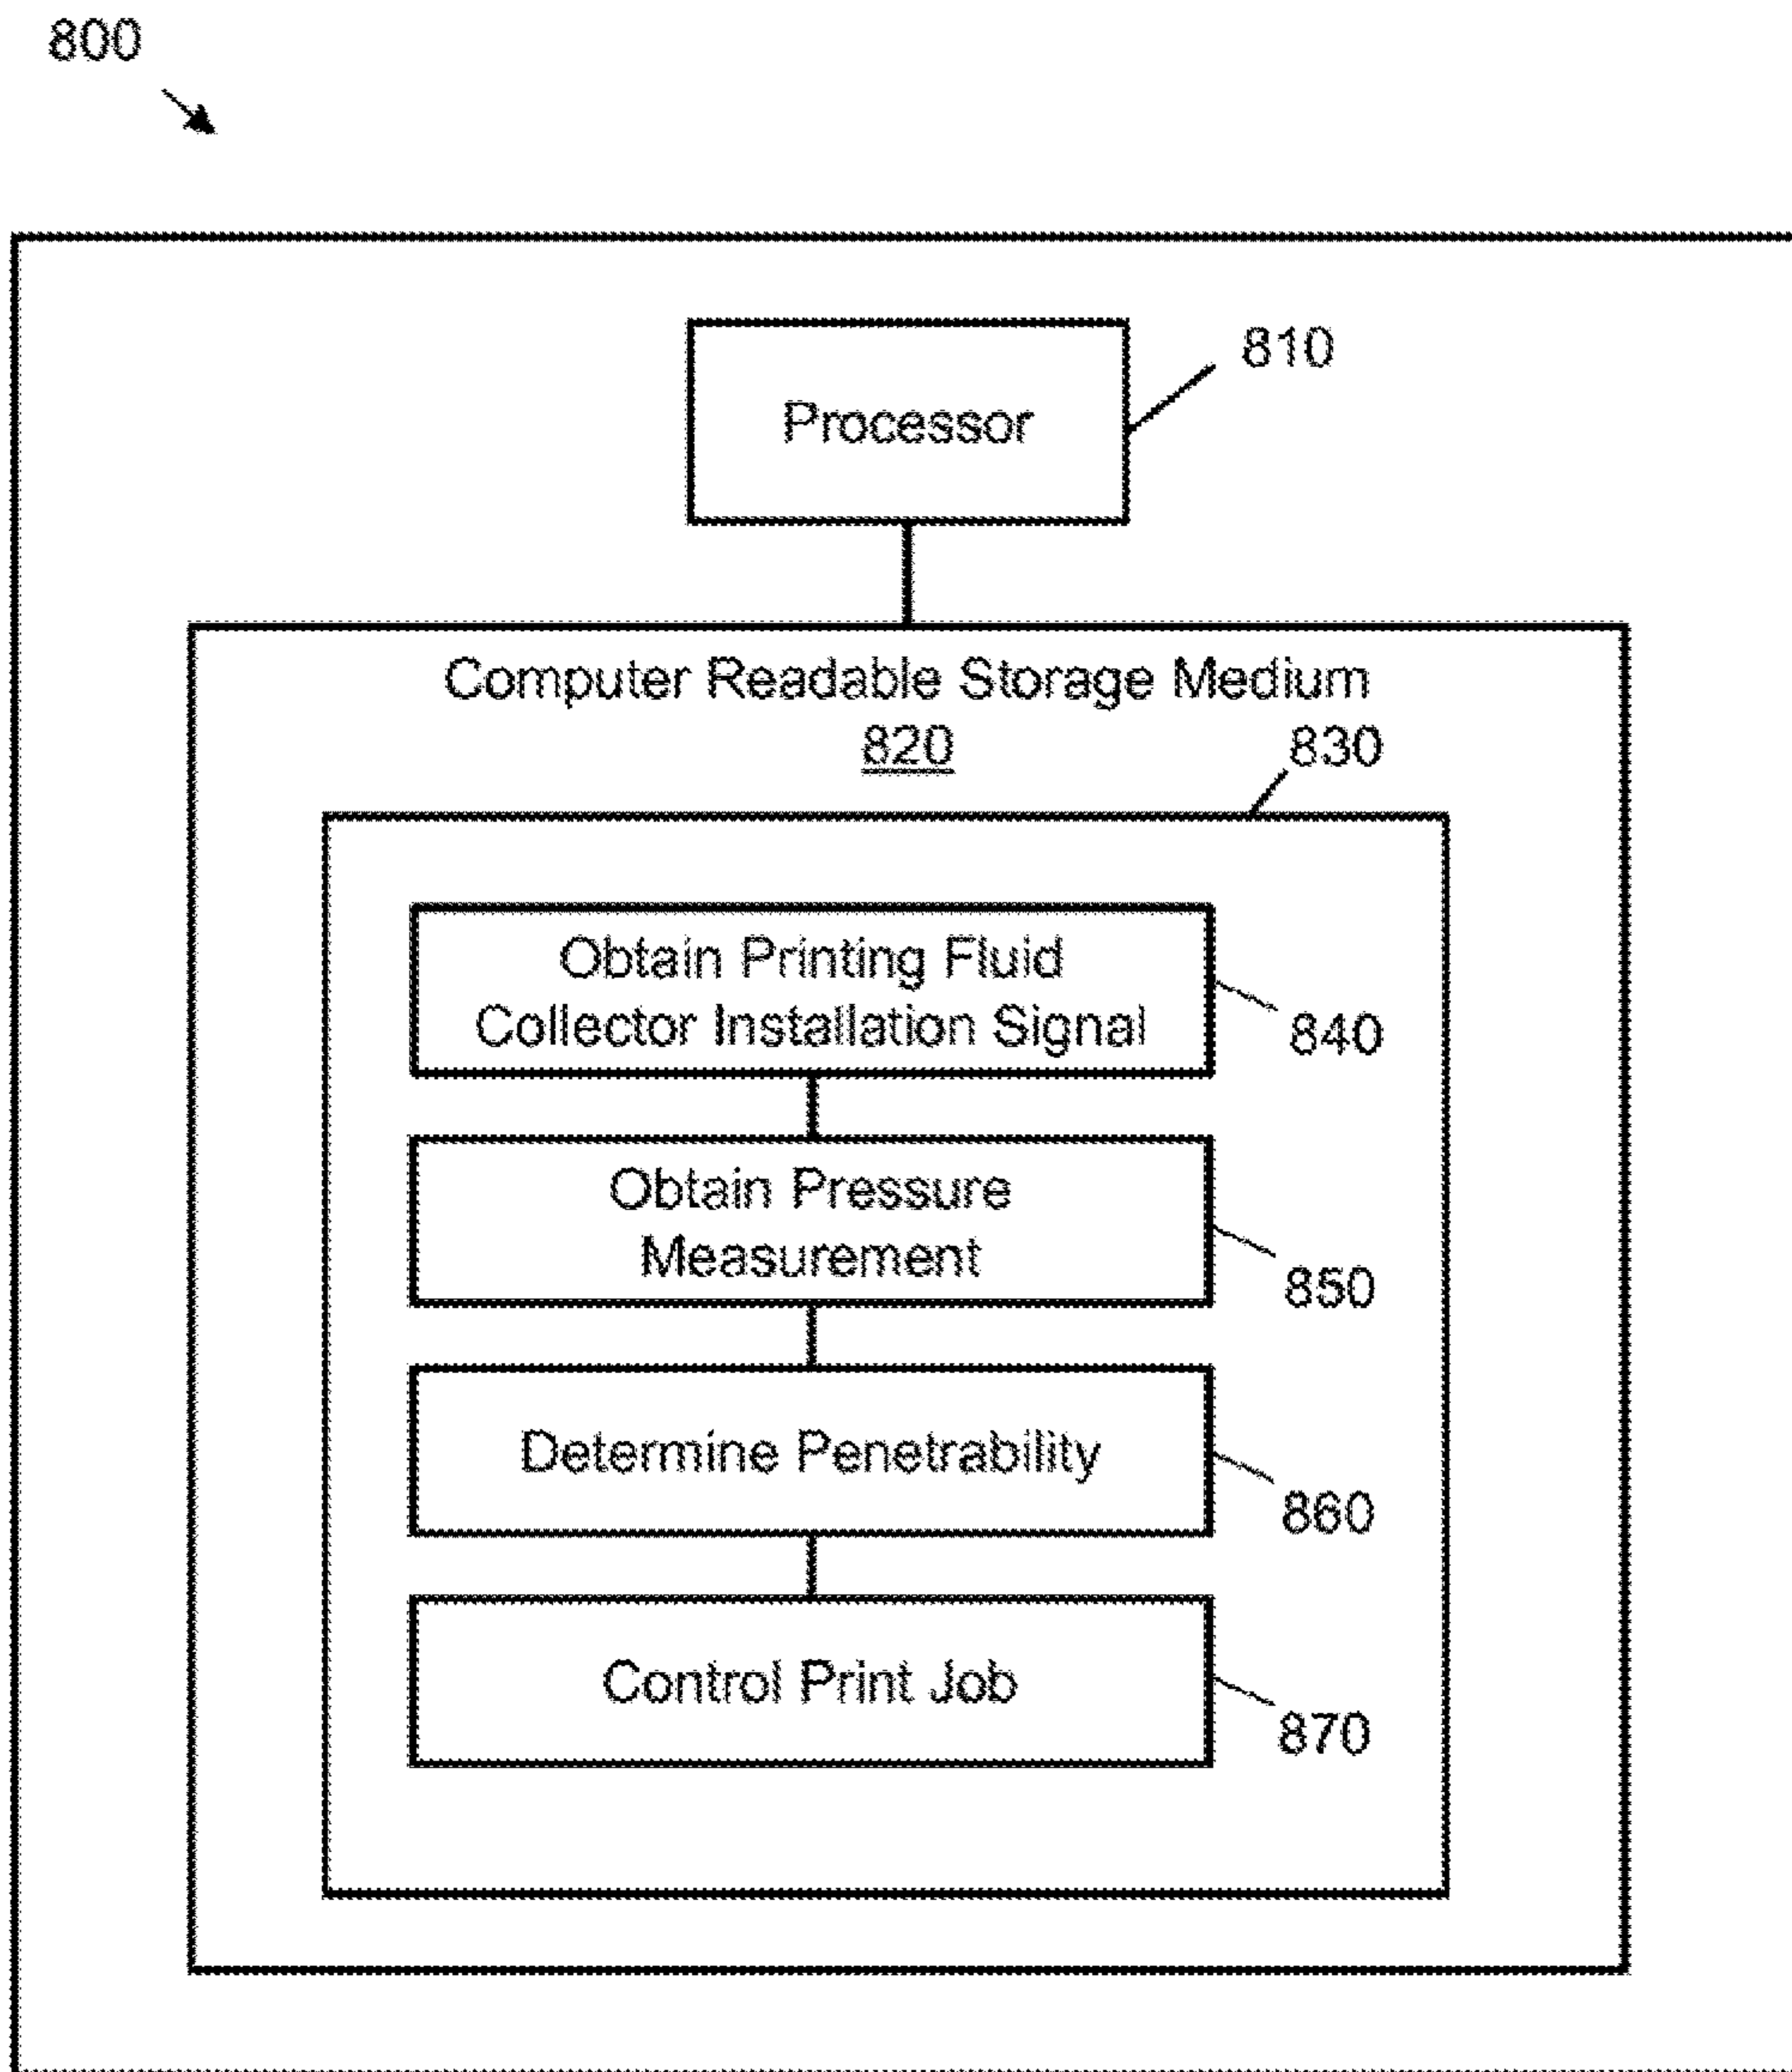 800
Processor
810
Computer Readable Storage Medium
820
830
Obtain Printing Fluid
Collector Installation Signal
840
Obtain Pressure
Measurement
850
Determine Penetrability
860
Control Print Job
870